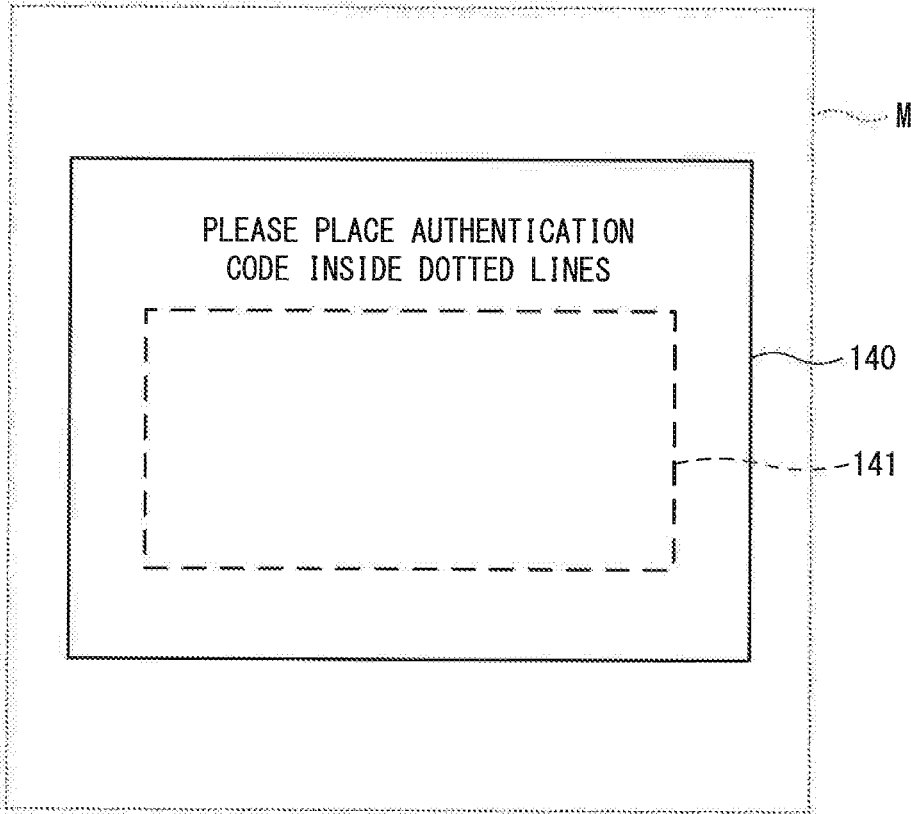 M
PLEASE PLACE AUTHENTICATION
CODE INSIDE DOTTED LINES
140
141